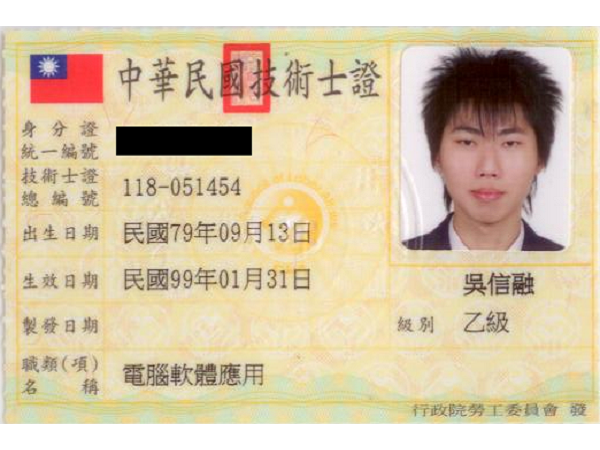 中華民國技術士證
身分證
統一編號
技術士證
總編號 118-051454
出生日期 民國79年09月13日
生效日期 民國99年01月31日
吳信融
製發日期
級別 乙級
職類(項)
名稱 電腦軟體應用
行政院勞工委員會 發